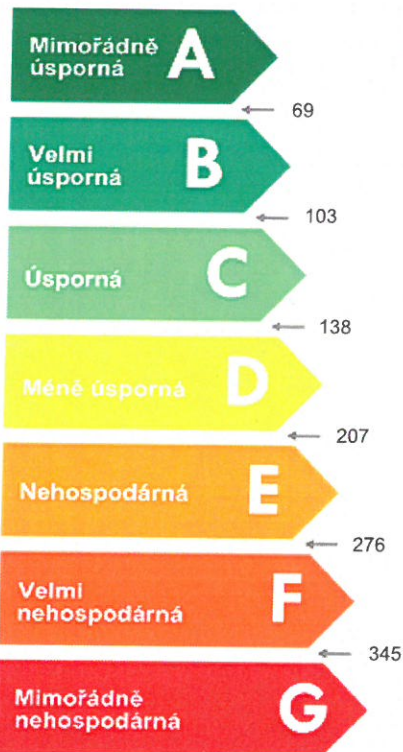 Mimořádně
úsporná
A
69
Velmi
úsporná
B
103
Úsporná
C
138
Méně úsporná
D
207
Nehospodárná
E
276
Velmi
nehospodárná
F
345
Mimořádně
nehospodárná
G